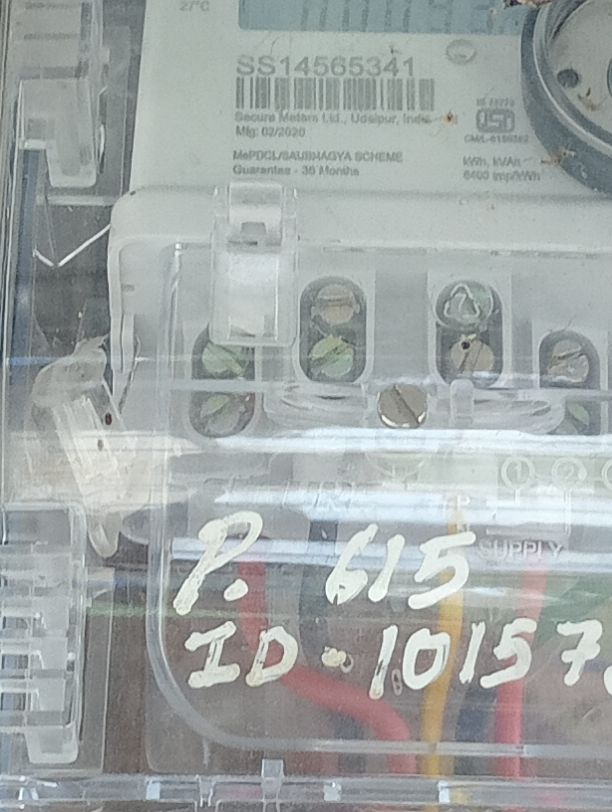 27°C
SS14565341
Secure Meters Ltd., Udaipur, India
Mfg: 02/2020
MePDCL/SAUBHAGYA SCHEME
Guarantee - 36 Months
kWh, kVAh
6400 imp/kWh
SUPPLY
P. 615
ID. 10157